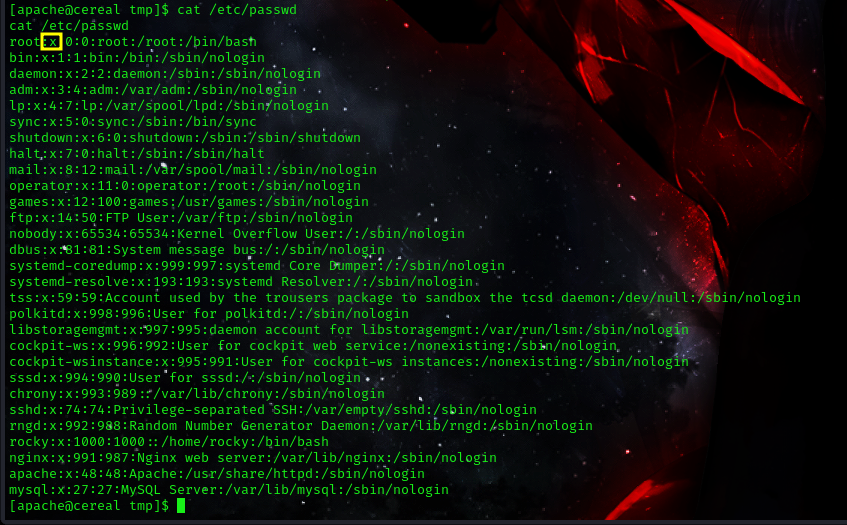 [apache@cereal tmp]$ cat /etc/passwd
cat /etc/passwd
root:x:0:0:root:/root:/bin/bash
bin:x:1:1:bin:/bin:/sbin/nologin
daemon:x:2:2:daemon:/sbin:/sbin/nologin
adm:x:3:4:adm:/var/adm:/sbin/nologin
lp:x:4:7:lp:/var/spool/lpd:/sbin/nologin
sync:x:5:0:sync:/sbin:/bin/sync
shutdown:x:6:0:shutdown:/sbin:/sbin/shutdown
halt:x:7:0:halt:/sbin:/sbin/halt
mail:x:8:12:mail:/var/spool/mail:/sbin/nologin
operator:x:11:0:operator:/root:/sbin/nologin
games:x:12:100:games:/usr/games:/sbin/nologin
ftp:x:14:50:FTP User:/var/ftp:/sbin/nologin
nobody:x:65534:65534:Kernel Overflow User:/:/sbin/nologin
dbus:x:81:81:System message bus:/:/sbin/nologin
systemd-coredump:x:999:997:systemd Core Dumper:/:/sbin/nologin
systemd-resolve:x:193:193:systemd Resolver:/:/sbin/nologin
tss:x:59:59:Account used by the trousers package to sandbox the tcsd daemon:/dev/null:/sbin/nologin
polkitd:x:998:996:User for polkitd:/:/sbin/nologin
libstoragemgmt:x:997:995:daemon account for libstoragemgmt:/var/run/lsm:/sbin/nologin
cockpit-ws:x:996:992:User for cockpit web service:/nonexisting:/sbin/nologin
cockpit-wsinstance:x:995:991:User for cockpit-ws instances:/nonexisting:/sbin/nologin
sssd:x:994:990:User for sssd:/:/sbin/nologin
chrony:x:993:989::/var/lib/chrony:/sbin/nologin
sshd:x:74:74:Privilege-separated SSH:/var/empty/sshd:/sbin/nologin
rngd:x:992:988:Random Number Generator Daemon:/var/lib/rngd:/sbin/nologin
rocky:x:1000:1000::/home/rocky:/bin/bash
nginx:x:991:987:Nginx web server:/var/lib/nginx:/sbin/nologin
apache:x:48:48:Apache:/usr/share/httpd:/sbin/nologin
mysql:x:27:27:MySQL Server:/var/lib/mysql:/sbin/nologin
[apache@cereal tmp]$